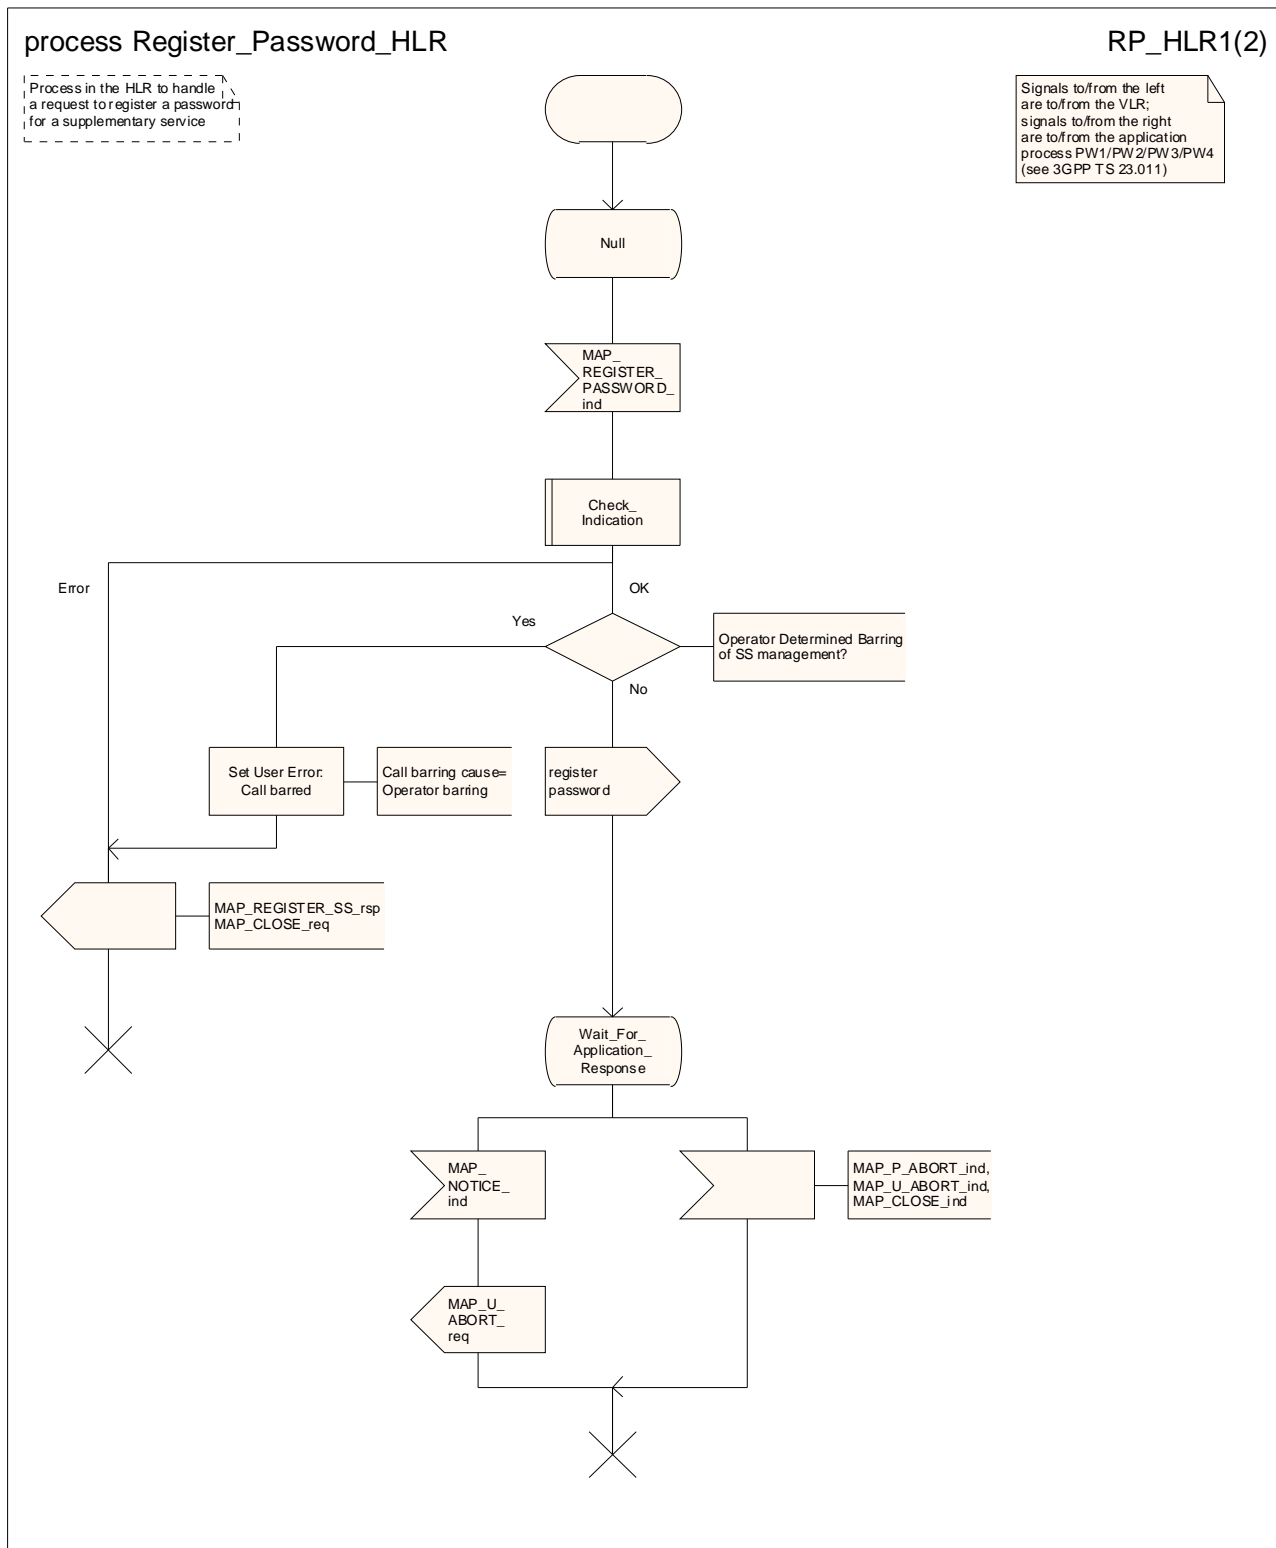 process Register_Password_HLR
RP_HLR1(2)
Process in the HLR to handle
a request to register a password
for a supplementary service
Signals to/from the left
are to/from the VLR;
signals to/from the right
are to/from the application
process PW1/PW2/PW3/PW4
(see 3GPP TS 23.011)
Null
MAP_
REGISTER_
PASSWORD_
ind
Check_
Indication
Error
OK
Yes
Operator Determined Barring
of SS management?
No
Set User Error:
Call barred
Call barring cause=
Operator barring
register
password
MAP_REGISTER_SS_rsp
MAP_CLOSE_req
Wait_For_
Application_
Response
MAP_
NOTICE_
ind
MAP_P_ABORT_ind,
MAP_U_ABORT_ind,
MAP_CLOSE_ind
MAP_U_
ABORT_
req